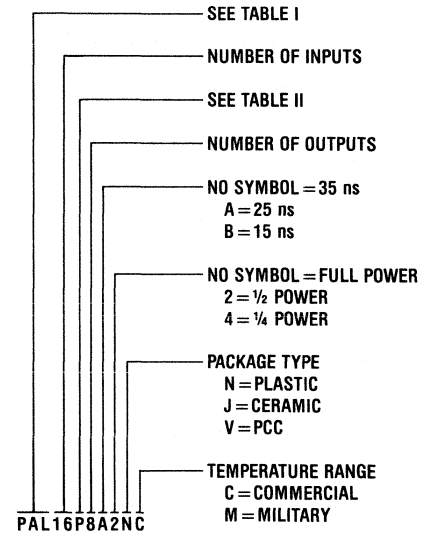 SEE TABLE I
NUMBER OF INPUTS
SEE TABLE II
NUMBER OF OUTPUTS
NO SYMBOL = 35 ns
A = 25 ns
B = 15 ns
NO SYMBOL = FULL POWER
2 = ½ POWER
4 = ¼ POWER
PACKAGE TYPE
N = PLASTIC
J = CERAMIC
V = PCC
TEMPERATURE RANGE
C = COMMERCIAL
M = MILITARY
PAL16P8A2NC